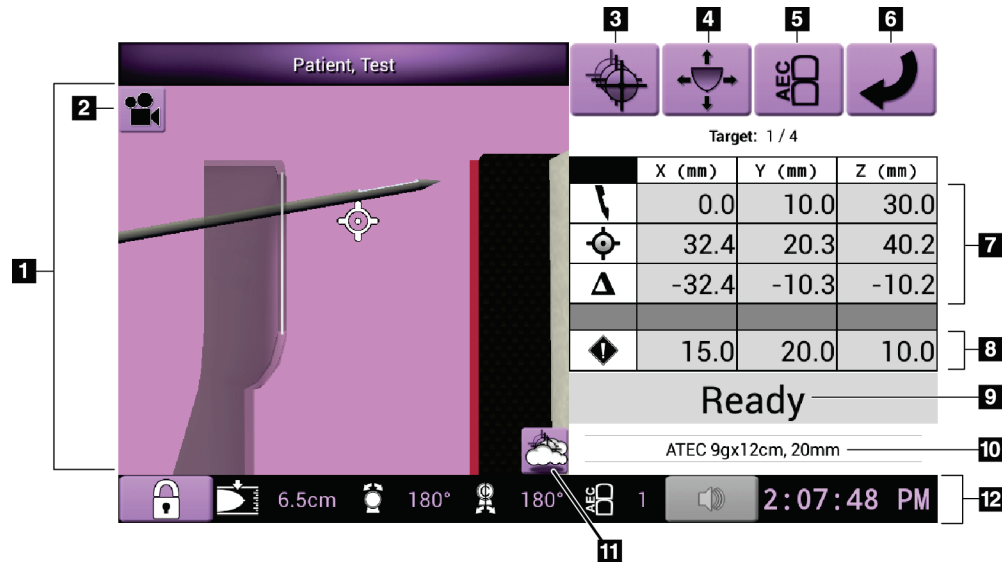 3 4 5 6
1
2
Patient, Test
AEC
Target: 1 / 4
X (mm) Y (mm) Z (mm)
0.0 10.0 30.0
32.4 20.3 40.2
Δ -32.4 -10.3 -10.2
7
! 15.0 20.0 10.0
8
Ready
9
ATEC 9gx12cm, 20mm
10
6.5cm 180° C 180° AEC 1 2:07:48 PM
12
11